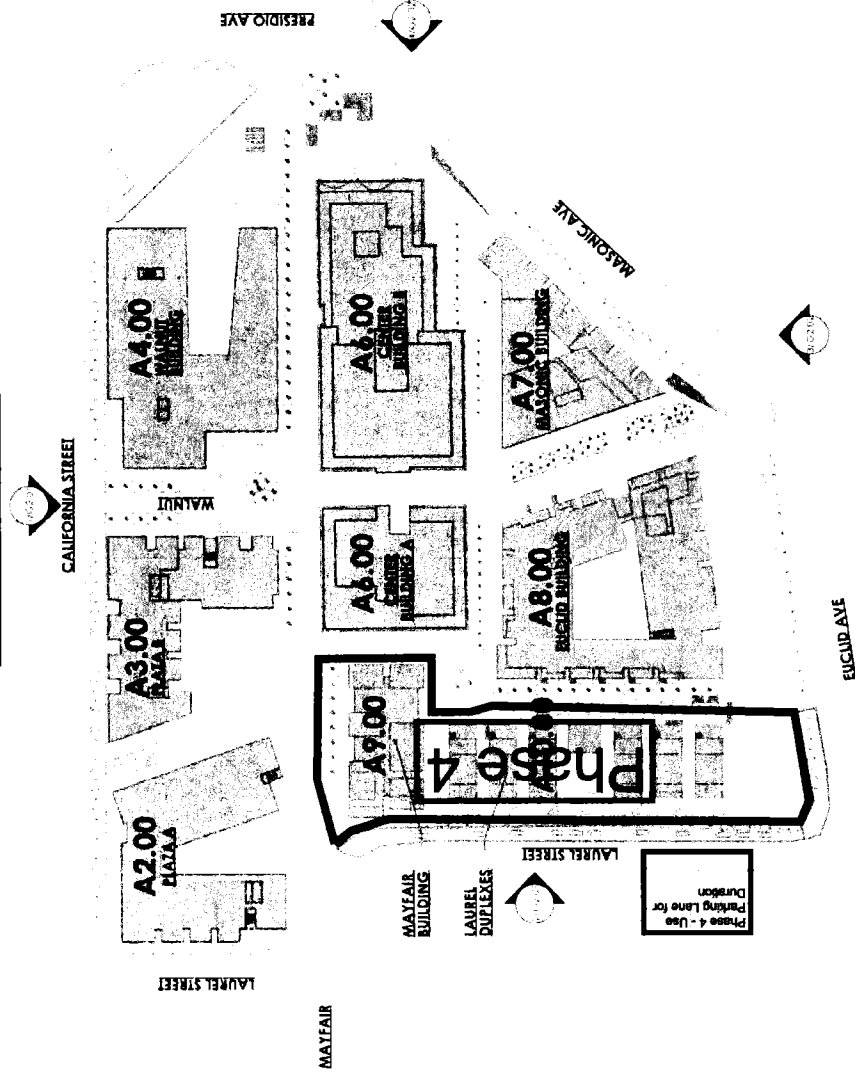 PRESIDIO AVE
CALIFORNIA STREET
A4.00
WALNUT
BUILDING
WALNUT
A6.00
CENTER
BUILDING B
MASONIC AVE
A7.00
MASONIC BUILDING
A3.00
PLAZA B
A6.00
CENTER
BUILDING A
A8.00
EUCLID BUILDING
EUCLID AVE
A2.00
PLAZA A
A9.00
Phase 4
MAYFAIR
BUILDING
LAUREL
DUPLEXES
LAUREL STREET
Phase 4 - Use
Parking Lane for
Duration
LAUREL STREET
MAYFAIR